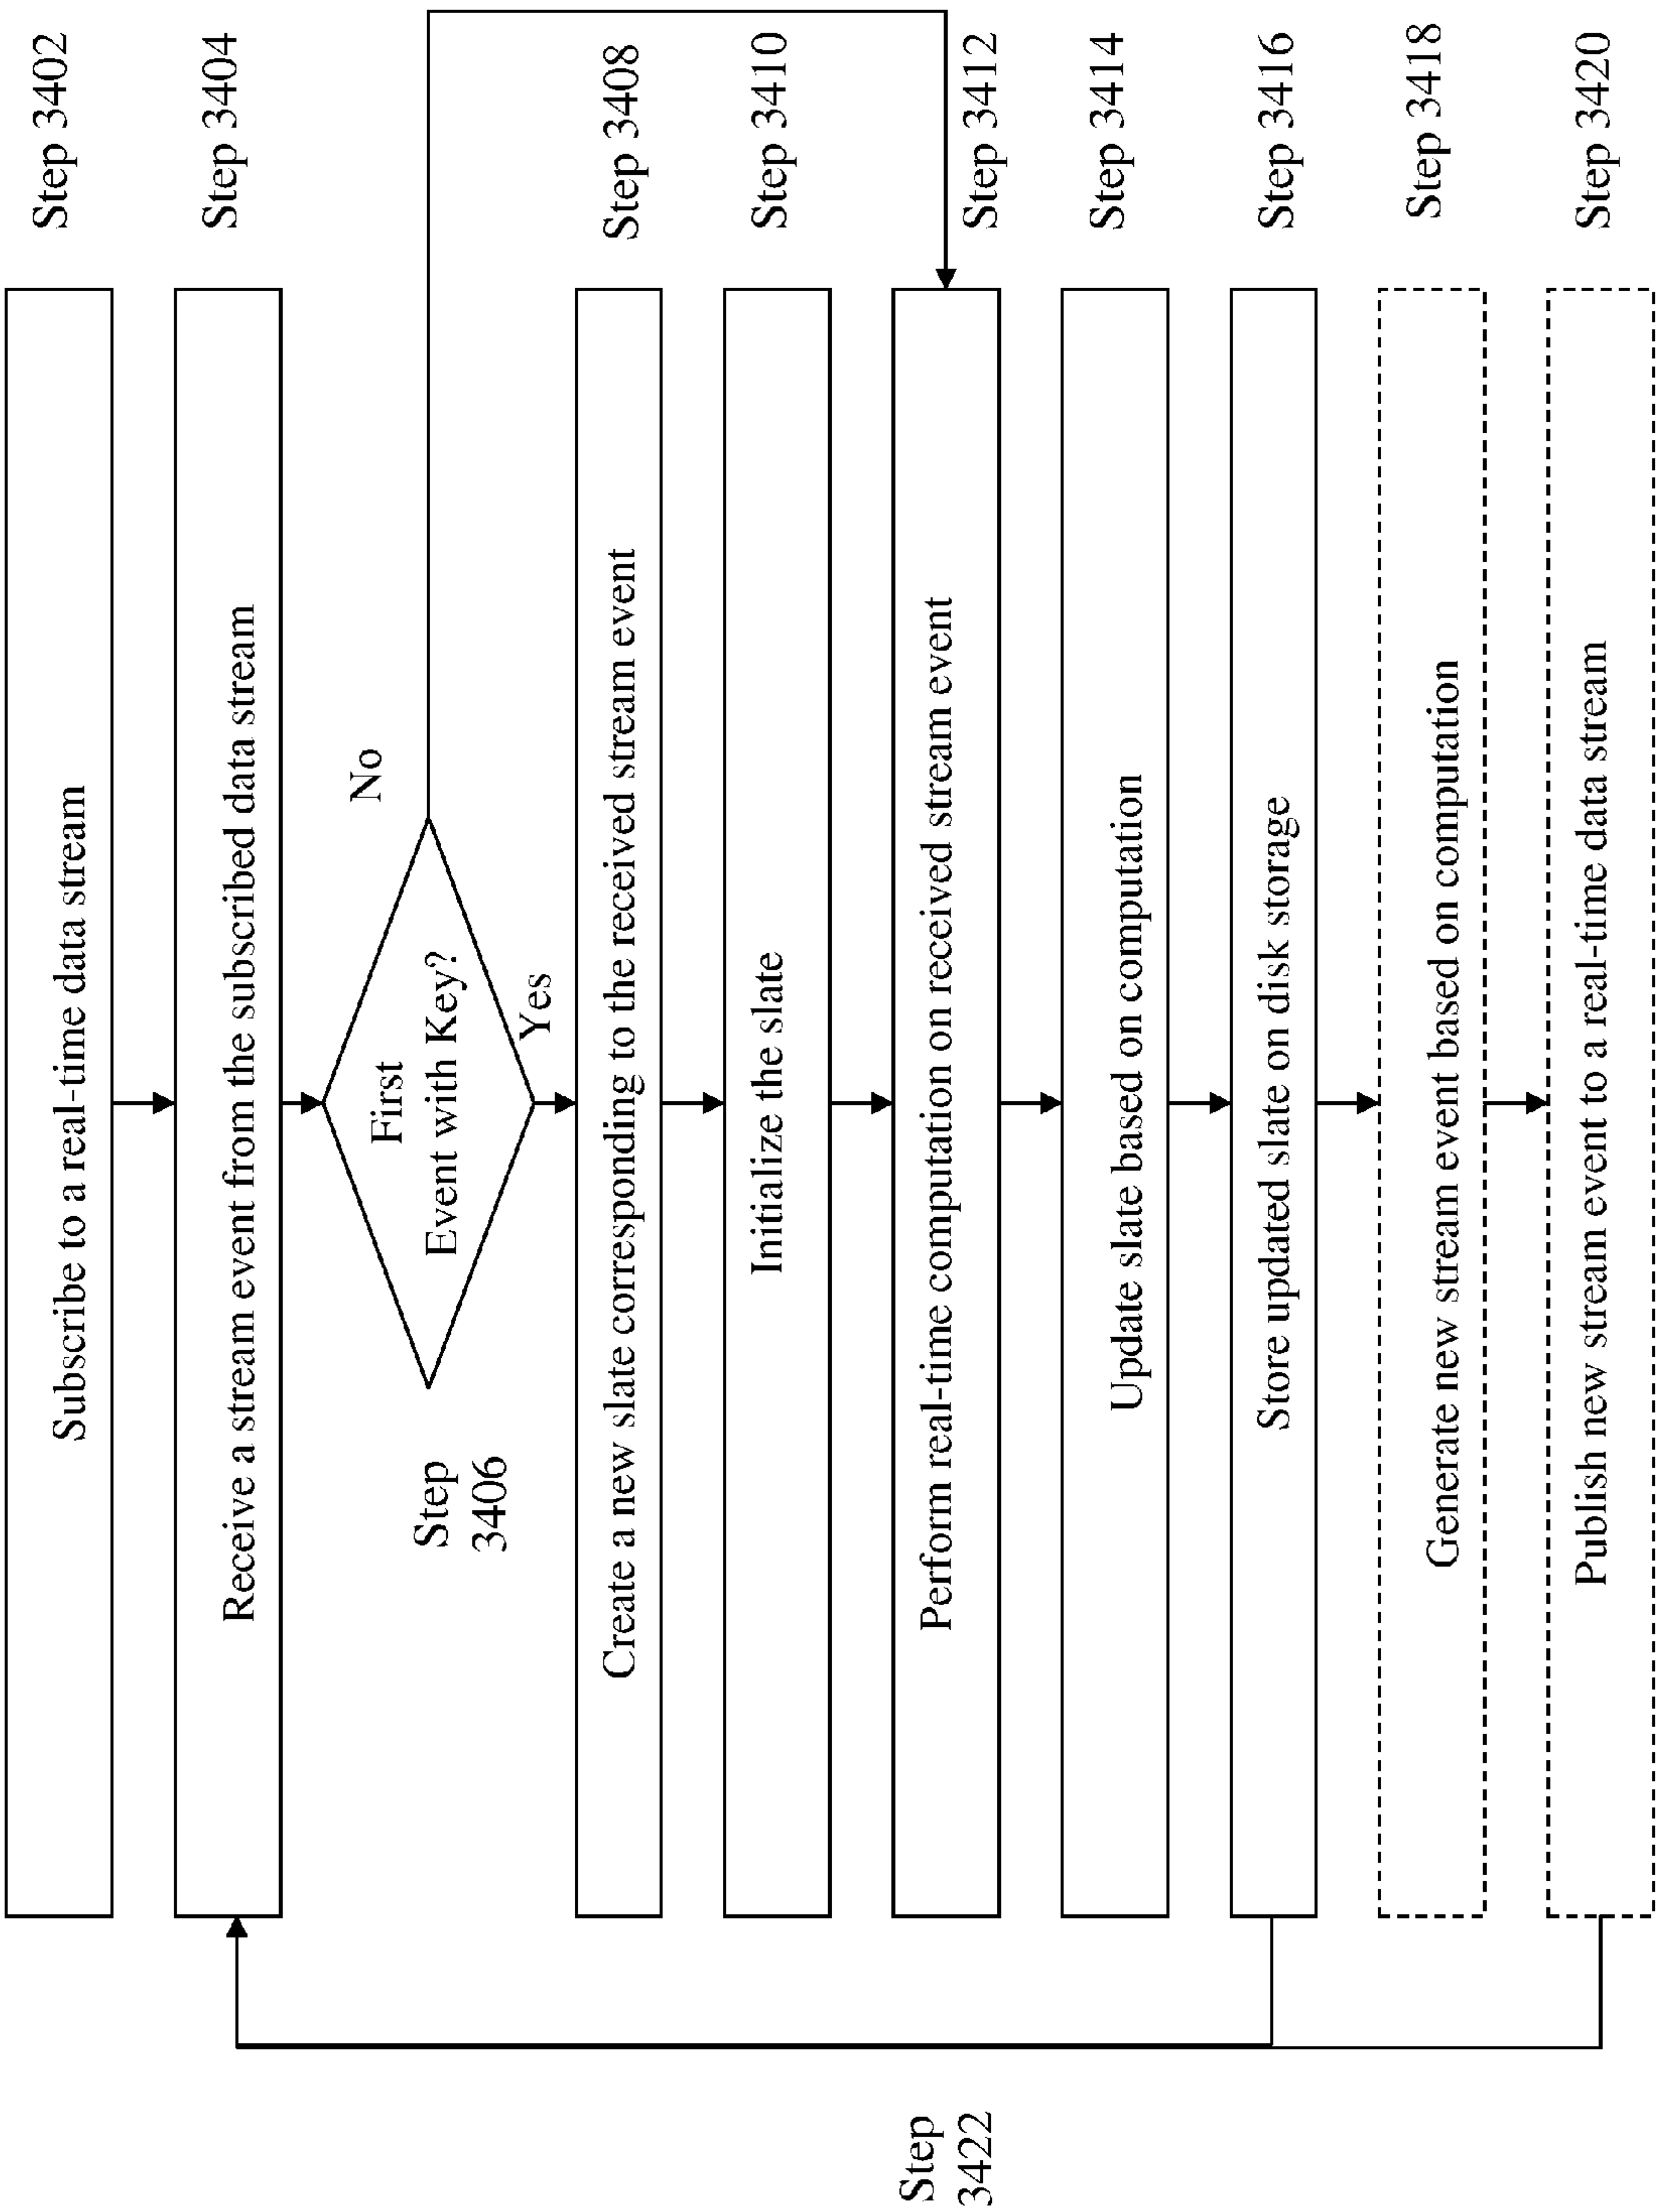 Subscribe to a real-time data stream
Step 3402
Receive a stream event from the subscribed data stream
Step 3404
First
Event with Key?
No
Yes
Step
3406
Create a new slate corresponding to the received stream event
Step 3408
Initialize the slate
Step 3410
Perform real-time computation on received stream event
Step 3412
Update slate based on computation
Step 3414
Store updated slate on disk storage
Step 3416
Generate new stream event based on computation
Step 3418
Publish new stream event to a real-time data stream
Step 3420
Step
3422